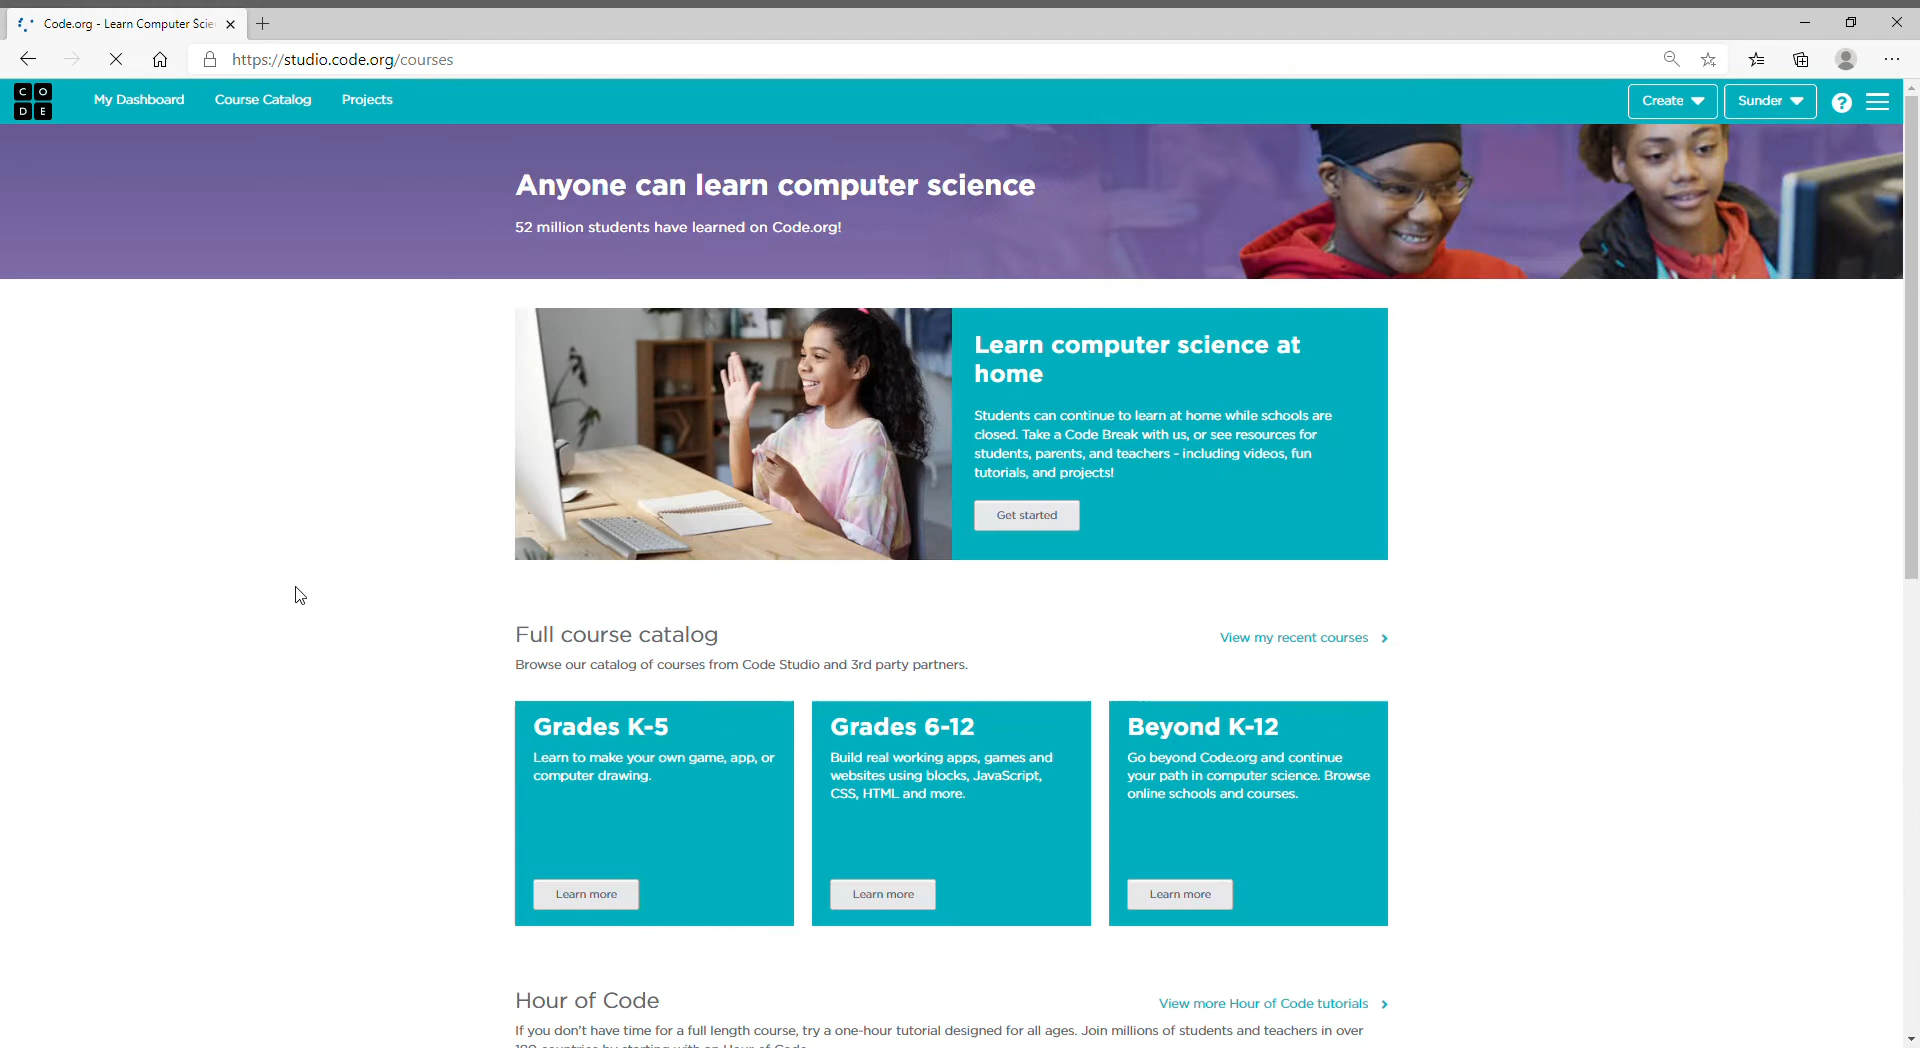 Code.org - Learn Computer Scie
https://studio.code.org/courses
C O
D E
My Dashboard
Course Catalog
Projects
Create
Sunder
?
Anyone can learn computer science
52 million students have learned on Code.org!
Learn computer science at
home
Students can continue to learn at home while schools are
closed. Take a Code Break with us, or see resources for
students, parents, and teachers - including videos, fun
tutorials, and projects!
Get started
Full course catalog
View my recent courses
Browse our catalog of courses from Code Studio and 3rd party partners.
Grades K-5
Learn to make your own game, app, or
computer drawing.
Learn more
Grades 6-12
Build real working apps, games and
websites using blocks, JavaScript,
CSS, HTML and more.
Learn more
Beyond K-12
Go beyond Code.org and continue
your path in computer science. Browse
online schools and courses.
Learn more
Hour of Code
View more Hour of Code tutorials
If you don't have time for a full length course, try a one-hour tutorial designed for all ages. Join millions of students and teachers in over